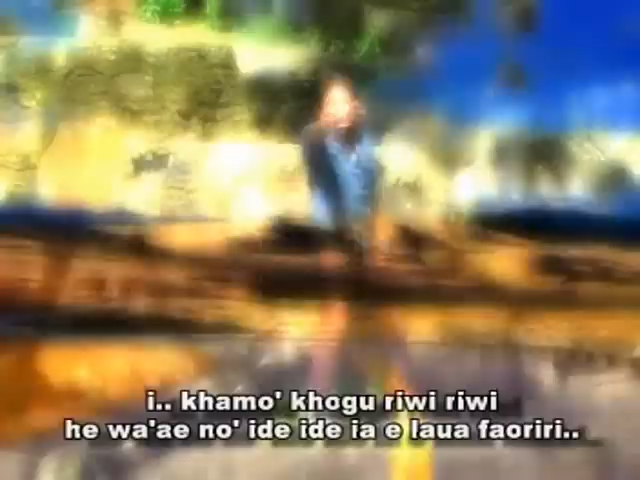 i.. khamo' khogu riwi riwi
he wa'ae no' ide ide ia e laua faoriri..